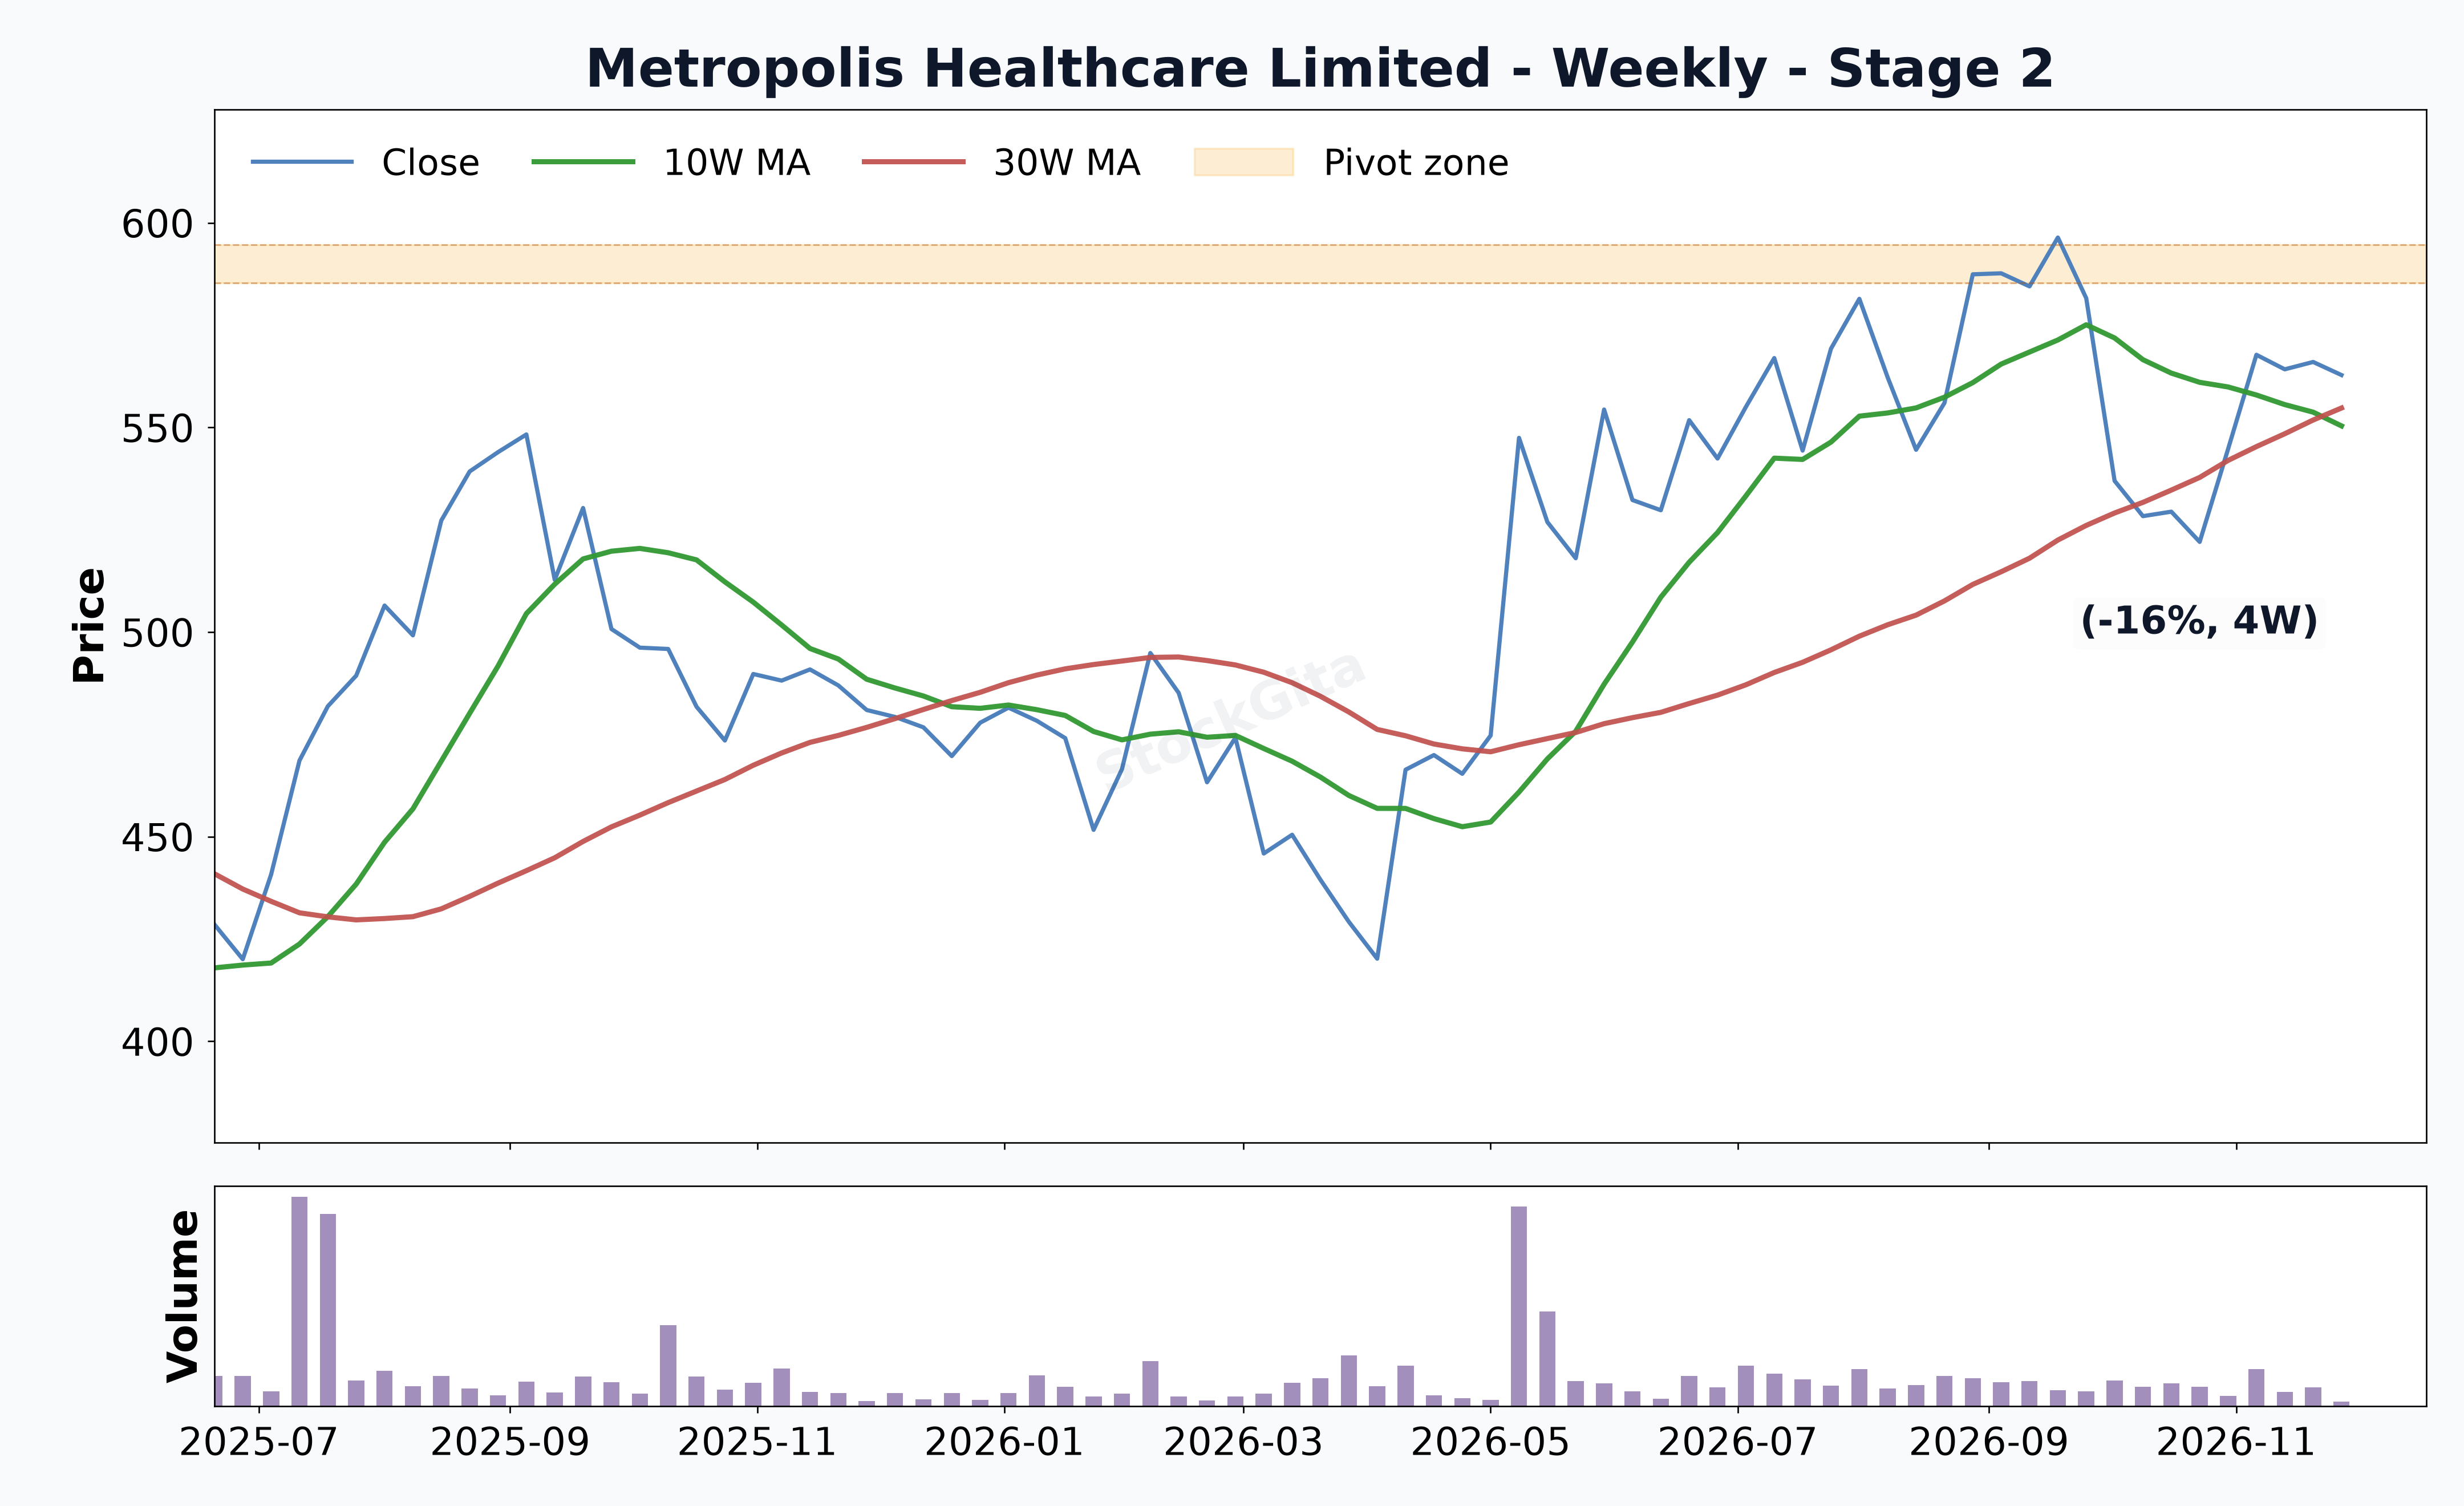 Metropolis Healthcare Limited - Weekly - Stage 2
Close 10W MA 30W MA Pivot zone
Price
600
550
500
450
400
(-16%, 4W)
StockGita
Volume
2025-07 2025-09 2025-11 2026-01 2026-03 2026-05 2026-07 2026-09 2026-11